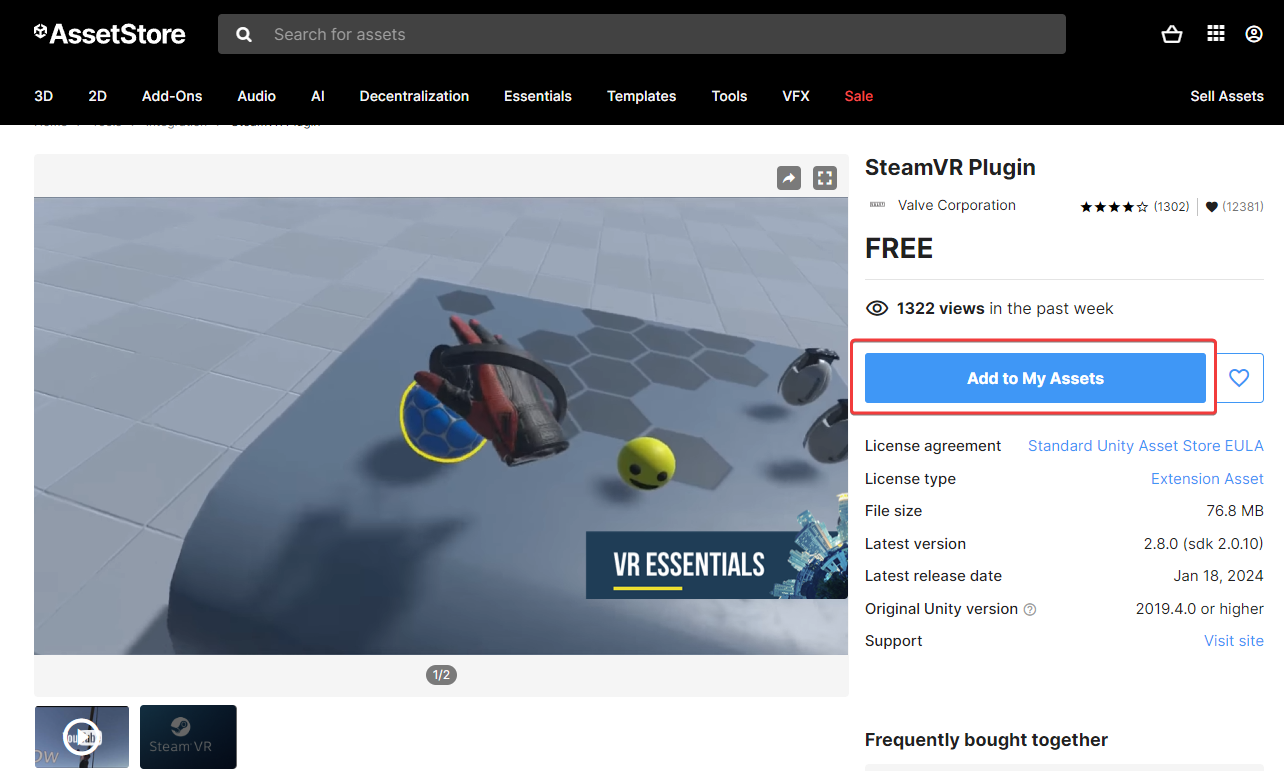 AssetStore
Search for assets
3D 2D Add-Ons Audio AI Decentralization Essentials Templates Tools VFX Sale Sell Assets
SteamVR Plugin
SteamVR Plugin
Valve Corporation (1302) (12381)
FREE
1322 views in the past week
Add to My Assets
License agreement Standard Unity Asset Store EULA
License type Extension Asset
File size 76.8 MB
Latest version 2.8.0 (sdk 2.0.10)
Latest release date Jan 18, 2024
Original Unity version ? 2019.4.0 or higher
Support Visit site
VR ESSENTIALS
1/2
Steam VR
Frequently bought together